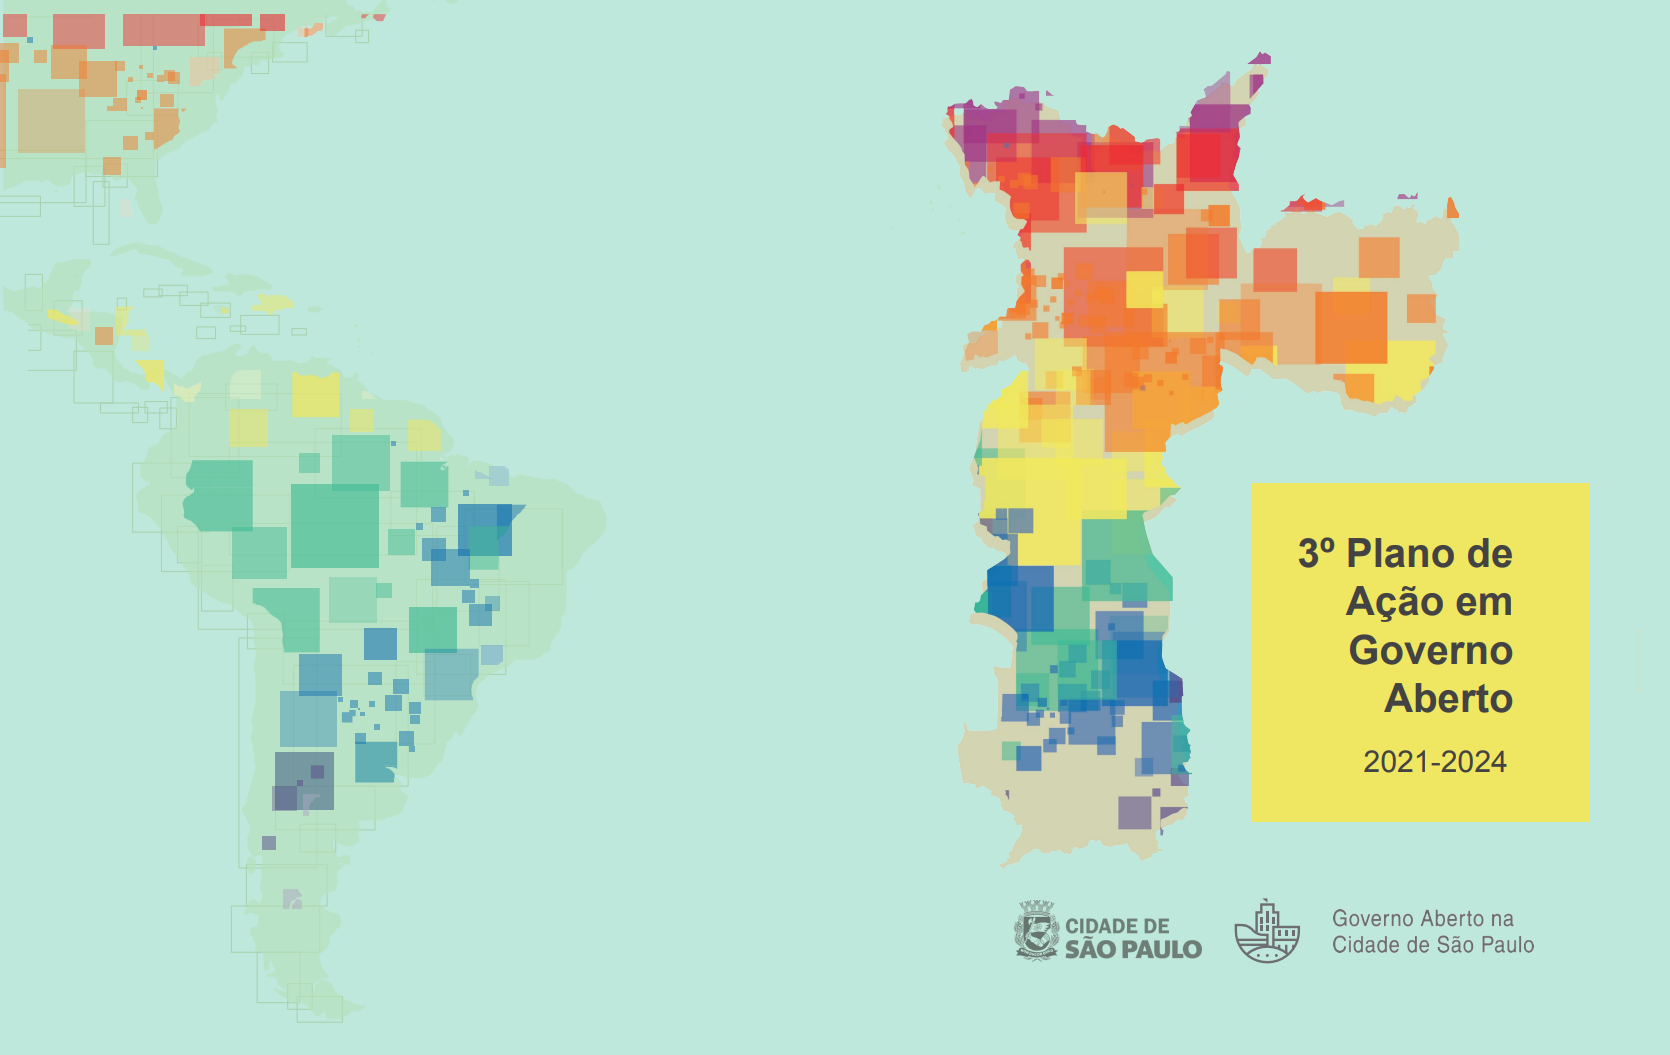 3º Plano de
Ação em
Governo
Aberto
2021-2024
CIDADE DE
SÃO PAULO
Governo Aberto na
Cidade de São Paulo